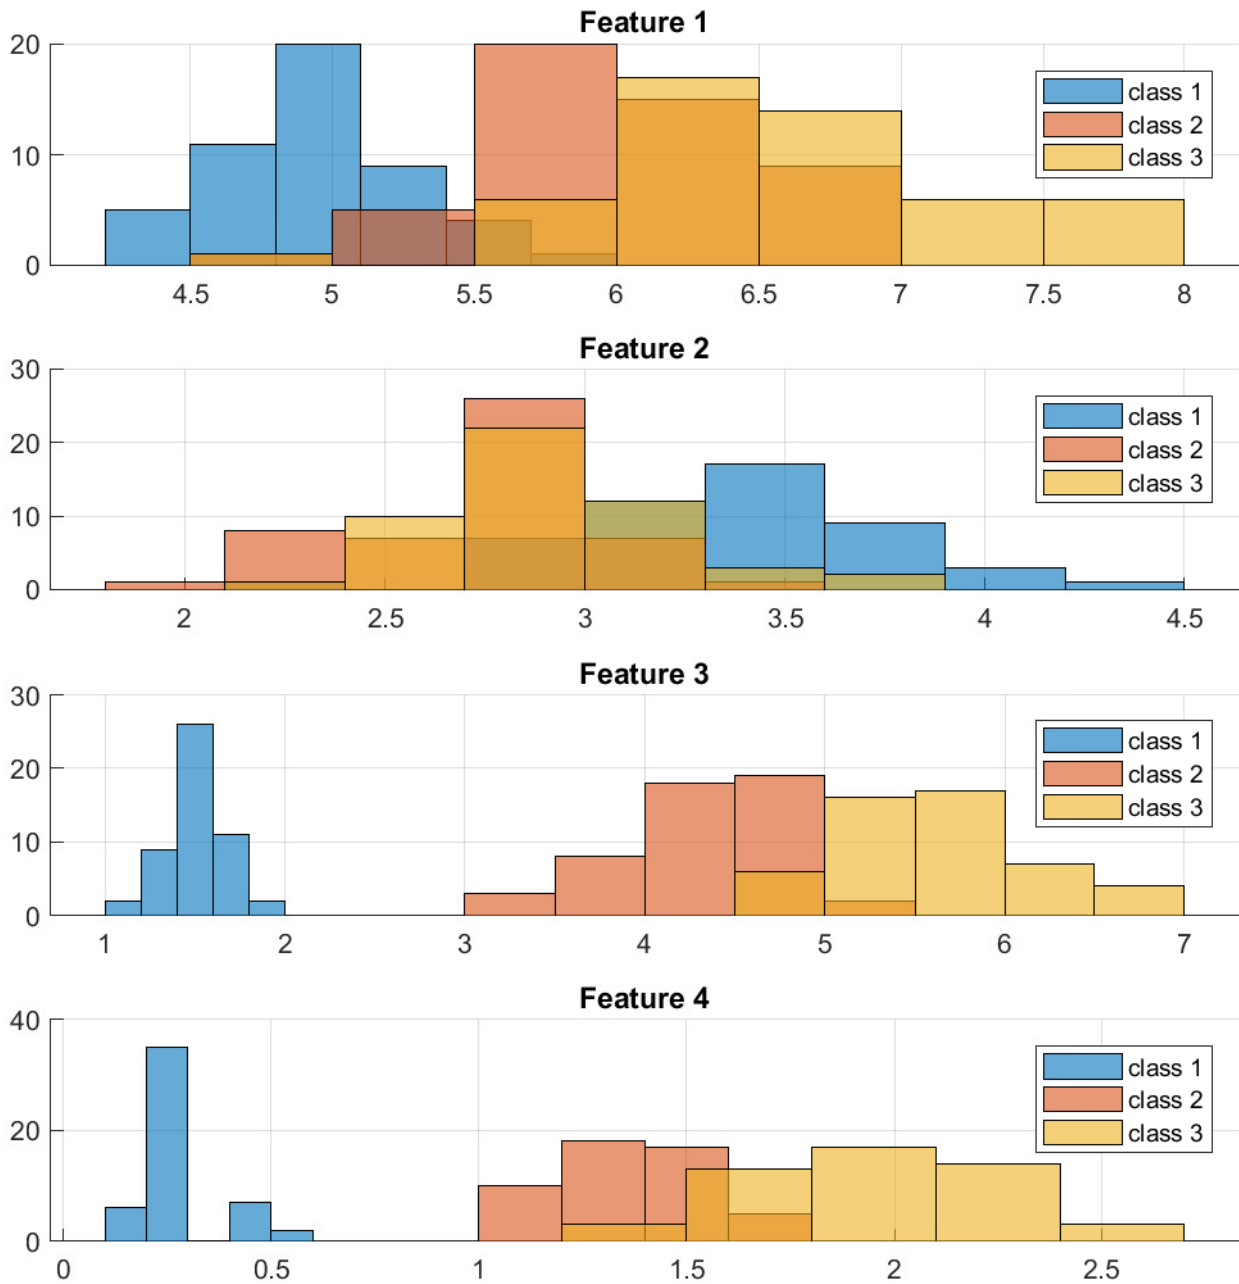 Feature 1
20
10
0
4.5 5 5.5 6 6.5 7 7.5 8
class 1
class 2
class 3
Feature 2
30
20
10
0
2 2.5 3 3.5 4 4.5
class 1
class 2
class 3
Feature 3
30
20
10
0
1 2 3 4 5 6 7
class 1
class 2
class 3
Feature 4
40
20
0
0 0.5 1 1.5 2 2.5
class 1
class 2
class 3